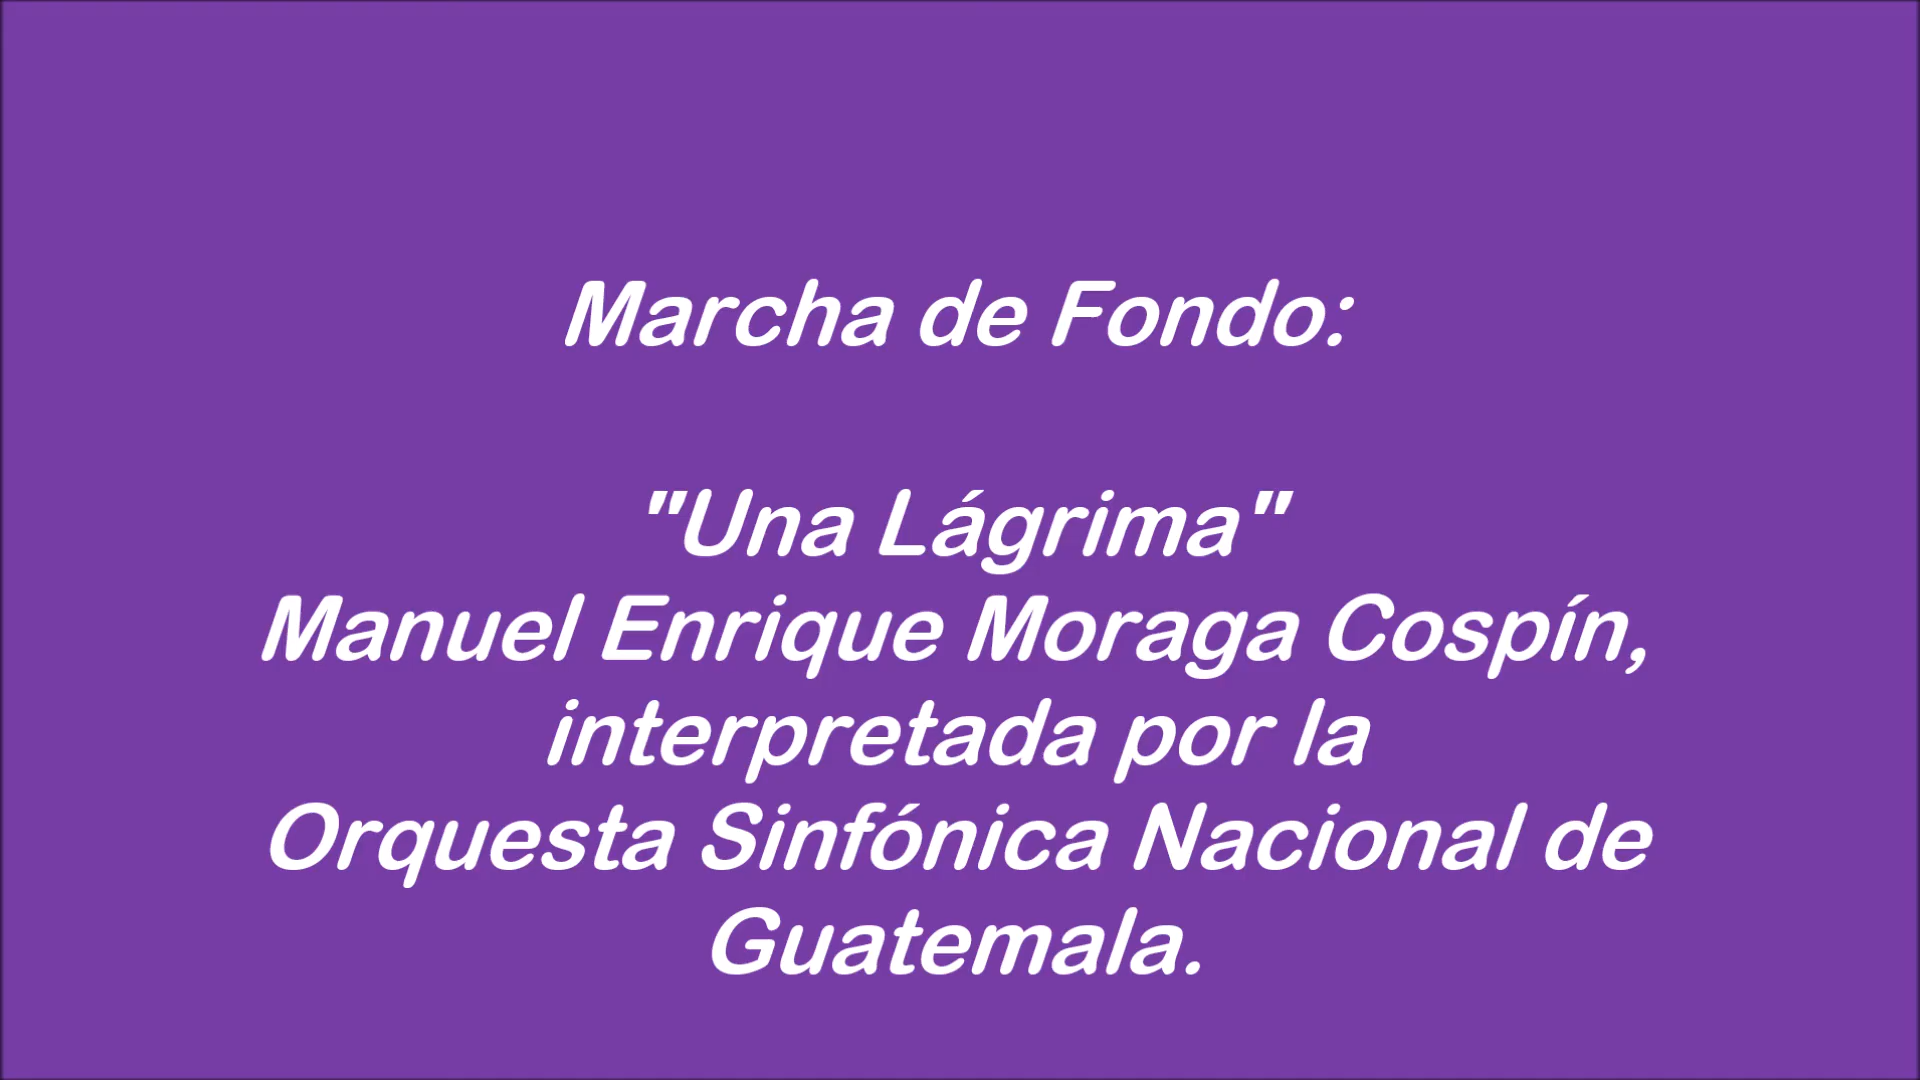 Marcha de Fondo:
"Una Lágrima"
Manuel Enrique Moraga Cospín,
interpretada por la
Orquesta Sinfónica Nacional de
Guatemala.